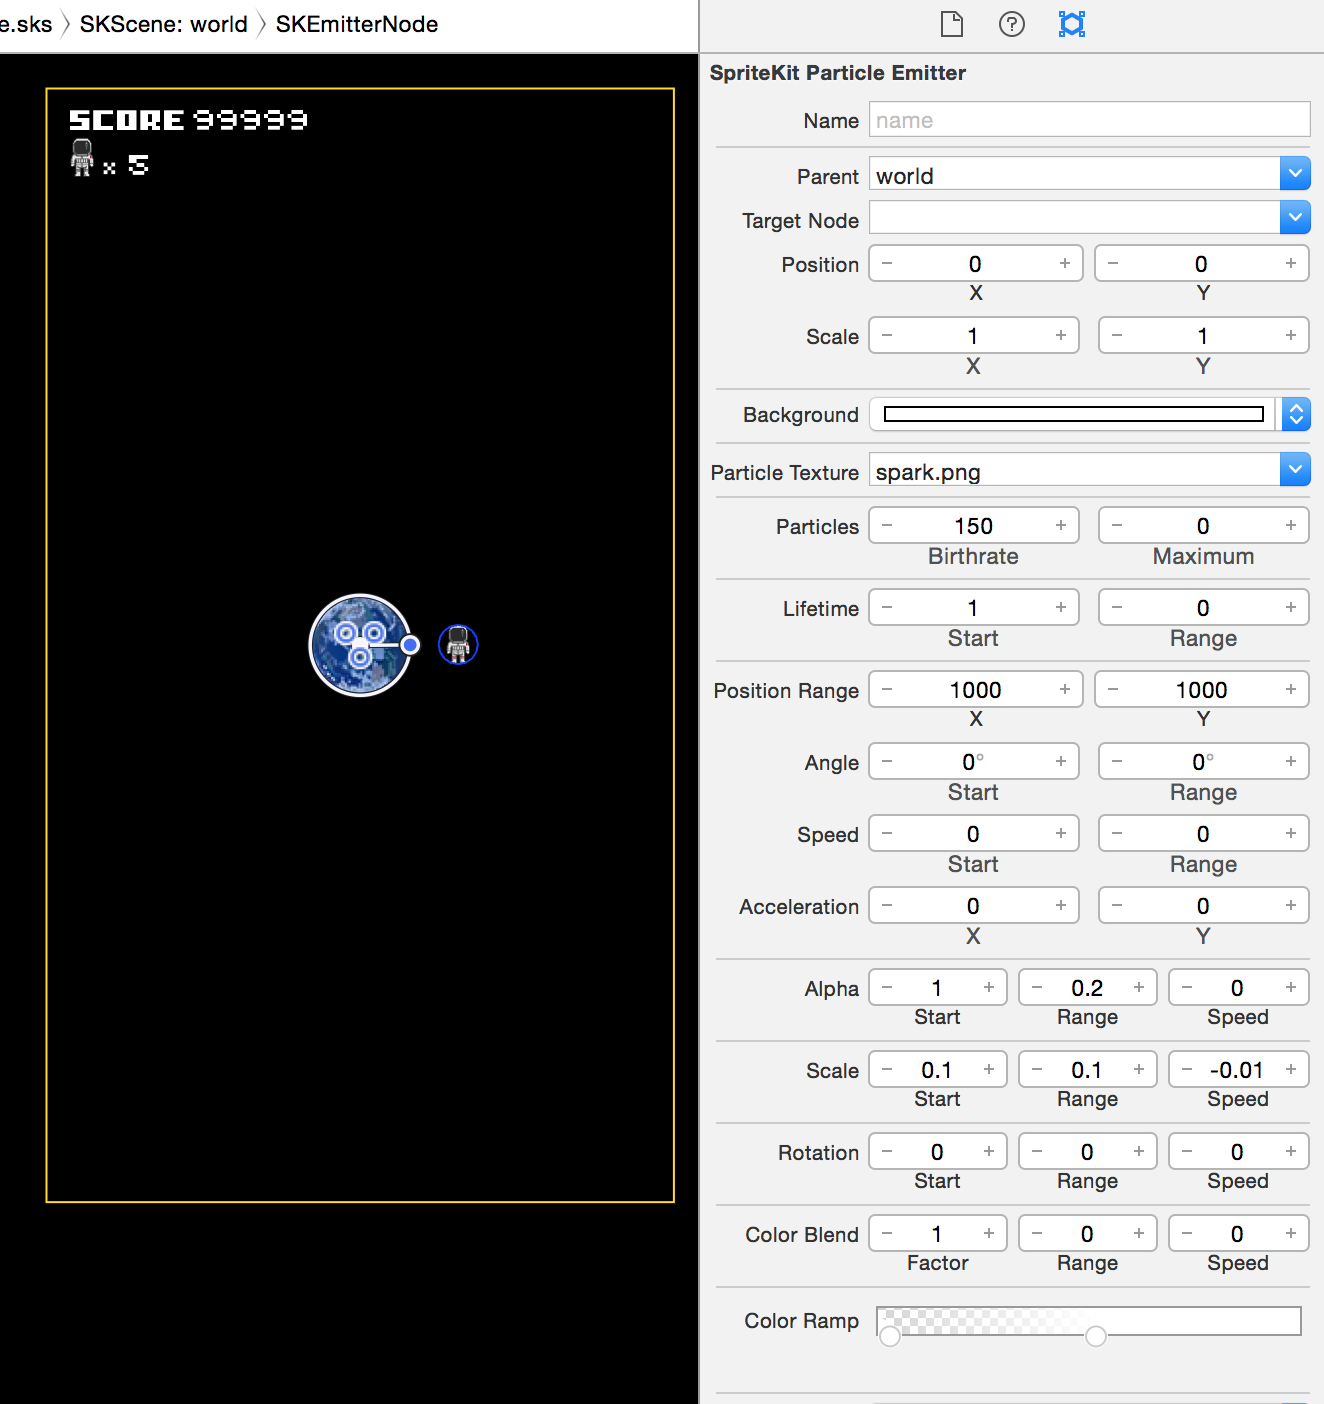 e.sks 〉 SKScene: world 〉 SKEmitterNode
SCORE 99999
x 5
SpriteKit Particle Emitter
Name name
Parent world
Target Node
Position - 0 + - 0 +
X Y
Scale - 1 + - 1 +
X Y
Background
Particle Texture spark.png
Particles - 150 + - 0 +
Birthrate Maximum
Lifetime - 1 + - 0 +
Start Range
Position Range - 1000 + - 1000 +
X Y
Angle - 0° + - 0° +
Start Range
Speed - 0 + - 0 +
Start Range
Acceleration - 0 + - 0 +
X Y
Alpha - 1 + - 0.2 + - 0 +
Start Range Speed
Scale - 0.1 + - 0.1 + - -0.01 +
Start Range Speed
Rotation - 0 + - 0 + - 0 +
Start Range Speed
Color Blend - 1 + - 0 + - 0 +
Factor Range Speed
Color Ramp